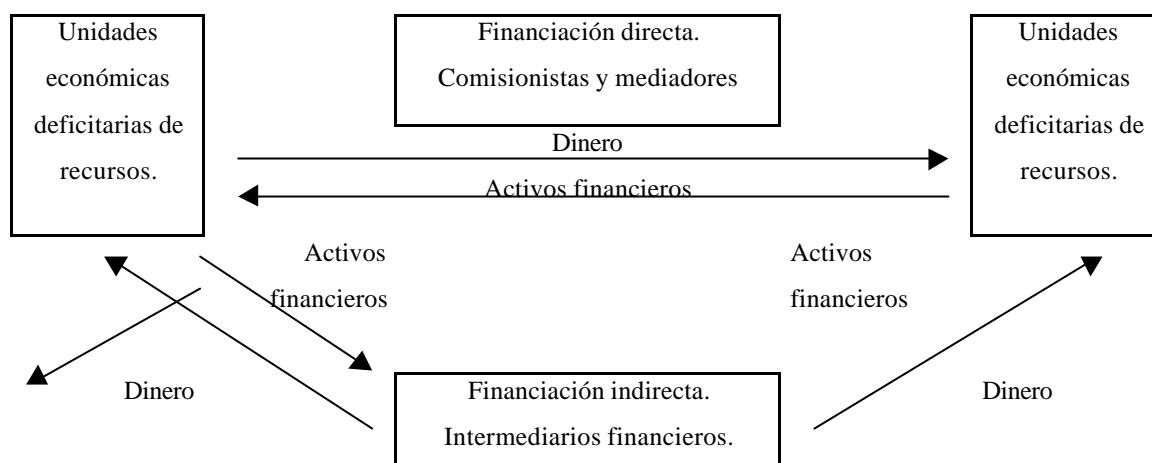 Unidades
económicas
deficitarias de
recursos.
Financiación directa.
Comisionistas y mediadores
Unidades
económicas
deficitarias de
recursos.
Dinero
Activos financieros
Activos
financieros
Activos
financieros
Dinero
Financiación indirecta.
Intermediarios financieros.
Dinero